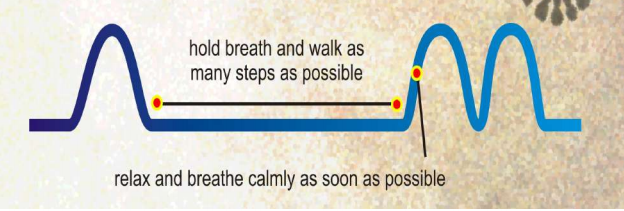 hold breath and walk as
many steps as possible
relax and breathe calmly as soon as possible